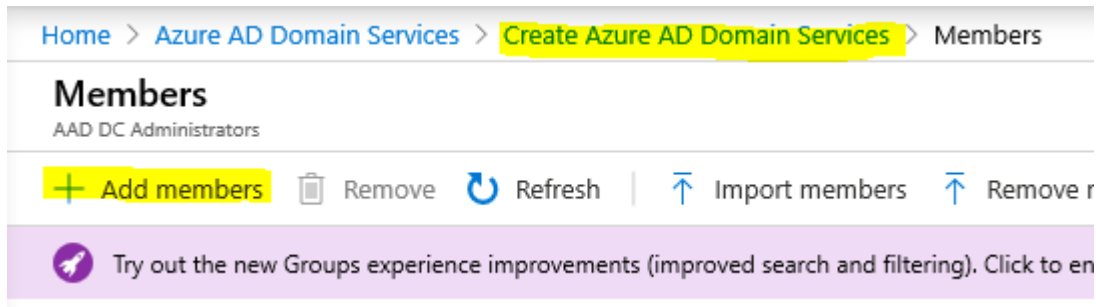 Home > Azure AD Domain Services > Create Azure AD Domain Services > Members
Members
AAD DC Administrators
+ Add members Remove Refresh Import members Remove
Try out the new Groups experience improvements (improved search and filtering). Click to